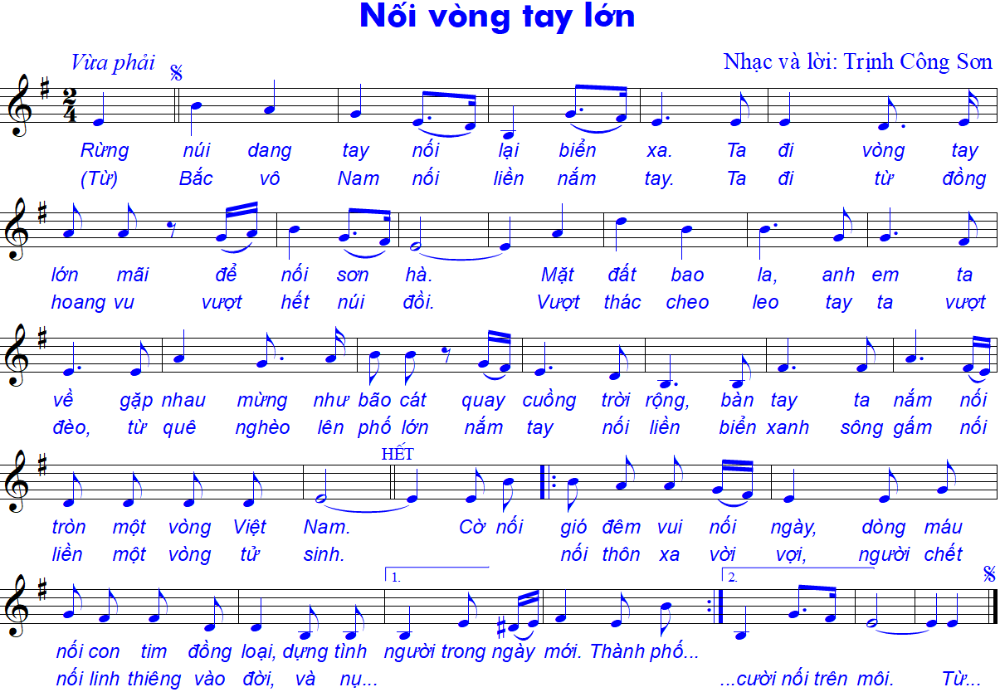 Nối vòng tay lớn
Vừa phải
Nhạc và lời: Trịnh Công Sơn
2
4
Rừng núi dang tay nối lại biển xa. Ta đi vòng tay
(Từ) Bắc vô Nam nối liền nắm tay. Ta đi từ đồng
lớn mãi để nối sơn hà. Mặt đất bao la, anh em ta
hoang vu vượt hết núi đồi. Vượt thác cheo leo tay ta vượt
về gặp nhau mừng như bão cát quay cuồng trời rộng, bàn tay ta nắm nối
đèo, từ quê nghèo lên phố lớn nắm tay nối liền biển xanh sông gấm nối
HẾT
tròn một vòng Việt Nam. Cờ nối gió đêm vui nối ngày, dòng máu
liền một vòng tử sinh. nối thôn xa vời vợi, người chết
1.
2.
nối con tim đồng loại, dựng tình người trong ngày mới. Thành phố...
nối linh thiêng vào đời, và nụ... ...cười nối trên môi. Từ...